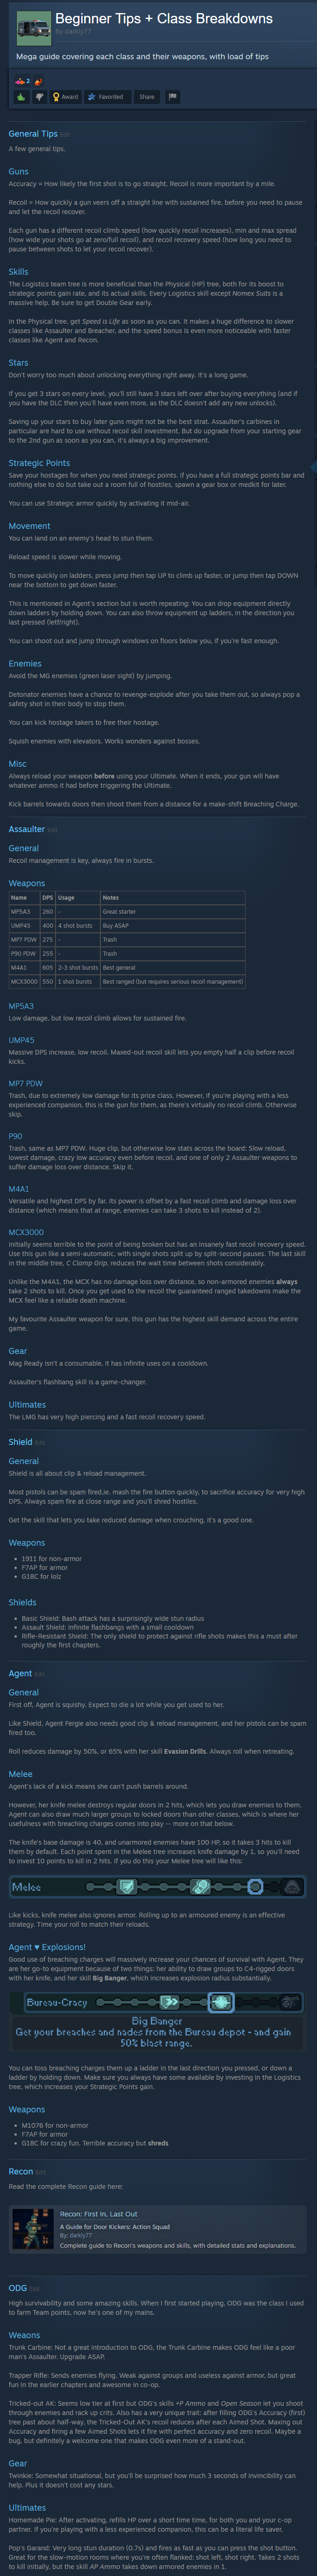 Beginner Tips + Class Breakdowns
By darkly77
Mega guide covering each class and their weapons, with load of tips
2
Award
Favorited
Share
General Tips Edit
A few general tips.
Guns
Accuracy = How likely the first shot is to go straight. Recoil is more important by a mile.
Recoil = How quickly a gun veers off a straight line with sustained fire, before you need to pause
and let the recoil recover.
Each gun has a different recoil climb speed (how quickly recoil increases), min and max spread
(how wide your shots go at zero/full recoil), and recoil recovery speed (how long you need to
pause between shots to let your recoil recover).
Skills
The Logistics team tree is more beneficial than the Physical (HP) tree, both for its boost to
strategic points gain rate, and its actual skills. Every Logistics skill except Nomex Suits is a
massive help. Be sure to get Double Gear early.
In the Physical tree, get Speed is Life as soon as you can. It makes a huge difference to slower
classes like Assaulter and Breacher, and the speed bonus is even more noticeable with faster
classes like Agent and Recon.
Stars
Don't worry too much about unlocking everything right away. It's a long game.
If you get 3 stars on every level, you'll still have 3 stars left over after buying everything (and if
you have the DLC then you'll have even more, as the DLC doesn't add any new unlocks).
Saving up your stars to buy later guns might not be the best strat. Assaulter's carbines in
particular are hard to use without recoil skill investment. But do upgrade from your starting gear
to the 2nd gun as soon as you can, it's always a big improvement.
Strategic Points
Save your hostages for when you need strategic points. If you have a full strategic points bar and
nothing else to do but take out a room full of hostiles, spawn a gear box or medkit for later.
You can use Strategic armor quickly by activating it mid-air.
Movement
You can land on an enemy's head to stun them.
Reload speed is slower while moving.
To move quickly on ladders, press jump then tap UP to climb up faster, or jump then tap DOWN
near the bottom to get down faster.
This is mentioned in Agent's section but is worth repeating: You can drop equipment directly
down ladders by holding down. You can also throw equipment up ladders, in the direction you
last pressed (left/right).
You can shoot out and jump through windows on floors below you, if you're fast enough.
Enemies
Avoid the MG enemies (green laser sight) by jumping.
Detonator enemies have a chance to revenge-explode after you take them out, so always pop a
safety shot in their body to stop them.
You can kick hostage takers to free their hostage.
Squish enemies with elevators. Works wonders against bosses.
Misc
Always reload your weapon before using your Ultimate. When it ends, your gun will have
whatever ammo it had before triggering the Ultimate.
Kick barrels towards doors then shoot them from a distance for a make-shift Breaching Charge.
Assaulter Edit
General
Recoil management is key, always fire in bursts.
Weapons
Name DPS Usage Notes
MP5A3 260 - Great starter
UMP45 400 4 shot bursts Buy ASAP
MP7 PDW 275 - Trash
P90 PDW 255 - Trash
M4A1 605 2-3 shot bursts Best general
MCX3000 550 1 shot bursts Best ranged (but requires serious recoil management)
MP5A3
Low damage, but low recoil climb allows for sustained fire.
UMP45
Massive DPS increase, low recoil. Maxed-out recoil skill lets you empty half a clip before recoil
kicks.
MP7 PDW
Trash, due to extremely low damage for its price class. However, if you're playing with a less
experienced companion, this is the gun for them, as there's virtually no recoil climb. Otherwise
skip.
P90
Trash, same as MP7 PDW. Huge clip, but otherwise low stats across the board: Slow reload,
lowest damage, crazy low accuracy even before recoil, and one of only 2 Assaulter weapons to
suffer damage loss over distance. Skip it.
M4A1
Versatile and highest DPS by far. Its power is offset by a fast recoil climb and damage loss over
distance (which means that at range, enemies can take 3 shots to kill instead of 2).
MCX3000
Initially seems terrible to the point of being broken but has an insanely fast recoil recovery speed.
Use this gun like a semi-automatic, with single shots split up by split-second pauses. The last skill
in the middle tree, C Clamp Grip, reduces the wait time between shots considerably.
Unlike the M4A1, the MCX has no damage loss over distance, so non-armored enemies always
take 2 shots to kill. Once you get used to the recoil the guaranteed ranged takedowns make the
MCX feel like a reliable death machine.
My favourite Assaulter weapon for sure, this gun has the highest skill demand across the entire
game.
Gear
Mag Ready isn't a consumable, it has infinite uses on a cooldown.
Assaulter's flashbang skill is a game-changer.
Ultimates
The LMG has very high piercing and a fast recoil recovery speed.
Shield Edit
General
Shield is all about clip & reload management.
Most pistols can be spam fired,ie. mash the fire button quickly, to sacrifice accuracy for very high
DPS. Always spam fire at close range and you'll shred hostiles.
Get the skill that lets you take reduced damage when crouching, it's a good one.
Weapons
• 1911 for non-armor
• F7AP for armor
• G18C for lolz
Shields
• Basic Shield: Bash attack has a surprisingly wide stun radius
• Assault Shield: Infinite flashbangs with a small cooldown
• Rifle-Resistant Shield: The only shield to protect against rifle shots makes this a must after
roughly the first chapters.
Agent Edit
General
First off, Agent is squishy. Expect to die a lot while you get used to her.
Like Shield, Agent Fergie also needs good clip & reload management, and her pistols can be spam
fired too.
Roll reduces damage by 50%, or 65% with her skill Evasion Drills. Always roll when retreating.
Melee
Agent's lack of a kick means she can't push barrels around.
However, her knife melee destroys regular doors in 2 hits, which lets you draw enemies to them.
Agent can also draw much larger groups to locked doors than other classes, which is where her
usefulness with breaching charges comes into play -- more on that below.
The knife's base damage is 40, and unarmored enemies have 100 HP, so it takes 3 hits to kill
them by default. Each point spent in the Melee tree increases knife damage by 1, so you'll need
to invest 10 points to kill in 2 hits. If you do this your Melee tree will like this:
Melee
Like kicks, knife melee also ignores armor. Rolling up to an armoured enemy is an effective
strategy. Time your roll to match their reloads.
Agent ♥ Explosions!
Good use of breaching charges will massively increase your chances of survival with Agent. They
are her go-to equipment because of two things: her ability to draw groups of enemies to locked
doors with her knife, and her skill Big Banger, which increases explosion radius substantially.
Bureau-Cracy
Big Banger
Get your breaches and nades from the Bureau depot - and gain
50% blast range.
You can toss breaching charges them up a ladder in the last direction you pressed, or down a
ladder by holding down. Make sure you always have some available by investing in the Logistics
tree, which increases your Strategic Points gain.
Weapons
• M1076 for non-armor
• F7AP for armor
• G18C for crazy fun. Terrible accuracy but shreds
Recon Edit
Read the complete Recon guide here:
Recon: First In, Last Out
A Guide for Door Kickers: Action Squad
By: darkly77
Complete guide to Recon's weapons and skills, with detailed stats and explanations.
ODG Edit
High survivability and some amazing skills. When I first started playing, ODG was the class I used
to farm Team points, now he's one of my mains.
Weaons
Trunk Carbine: Not a great introduction to ODG, the Trunk Carbine makes ODG feel like a poor
man's Assaulter. Upgrade ASAP.
Trapper Rifle: Sends enemies flying. Weak against groups and useless against armor, but great
fun in the earlier chapters and awesome in co-op.
Tricked-out AK: Seems low tier at first but ODG's skills +P Ammo and Open Season let you shoot
through enemies and rack up crits. Also has a very unique trait: after filling ODG's Accuracy (first)
tree past about half-way, the Tricked-Out AK's recoil reduces after each Aimed Shot. Maxing out
Accuracy and firing a few Aimed Shots lets it fire with perfect accuracy and zero recoil. Maybe a
bug, but definitely a welcome one that makes ODG even more of a stand-out.
Gear
Twinkie: Somewhat situational, but you'll be surprised how much 3 seconds of invincibility can
help. Plus it doesn't cost any stars.
Ultimates
Homemade Pie: After activating, refills HP over a short time time, for both you and your c-op
partner. If you're playing with a less experienced companion, this can be a literal life saver.
Pop's Garand: Very long stun duration (0.7s) and fires as fast as you can press the shot button.
Great for the slow-motion rooms where you're often flanked: shot left, shot right. Takes 2 shots
to kill initially, but the skill AP Ammo takes down armored enemies in 1.